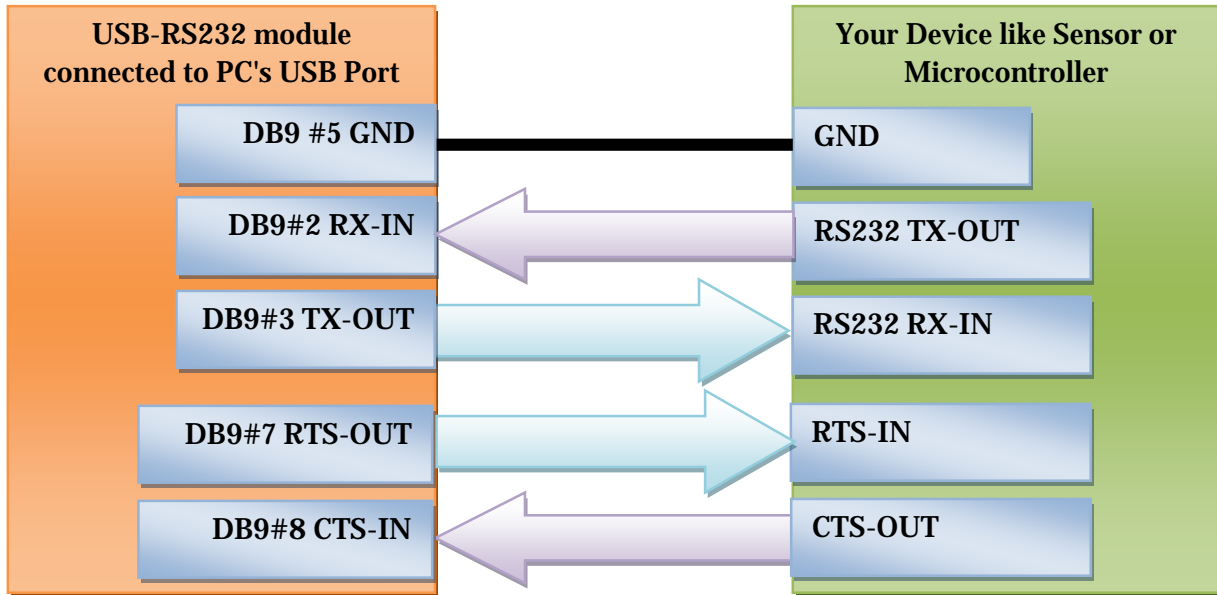 USB-RS232 module
connected to PC's USB Port
Your Device like Sensor or
Microcontroller
DB9 #5 GND
GND
DB9#2 RX-IN
RS232 TX-OUT
DB9#3 TX-OUT
RS232 RX-IN
DB9#7 RTS-OUT
RTS-IN
DB9#8 CTS-IN
CTS-OUT